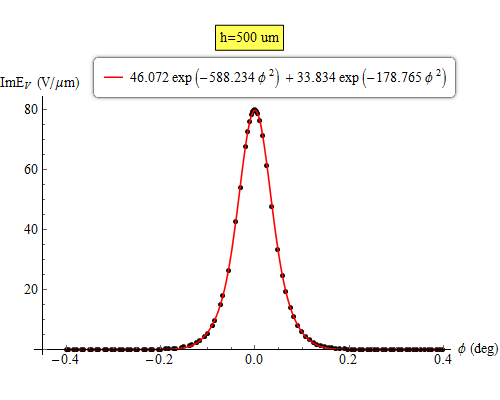 h=500 um
46.072 exp(−588.234 ϕ²) + 33.834 exp(−178.765 ϕ²)
ImE_V (V/μm)
80
60
40
20
−0.4 −0.2 0.0 0.2 0.4 ϕ (deg)